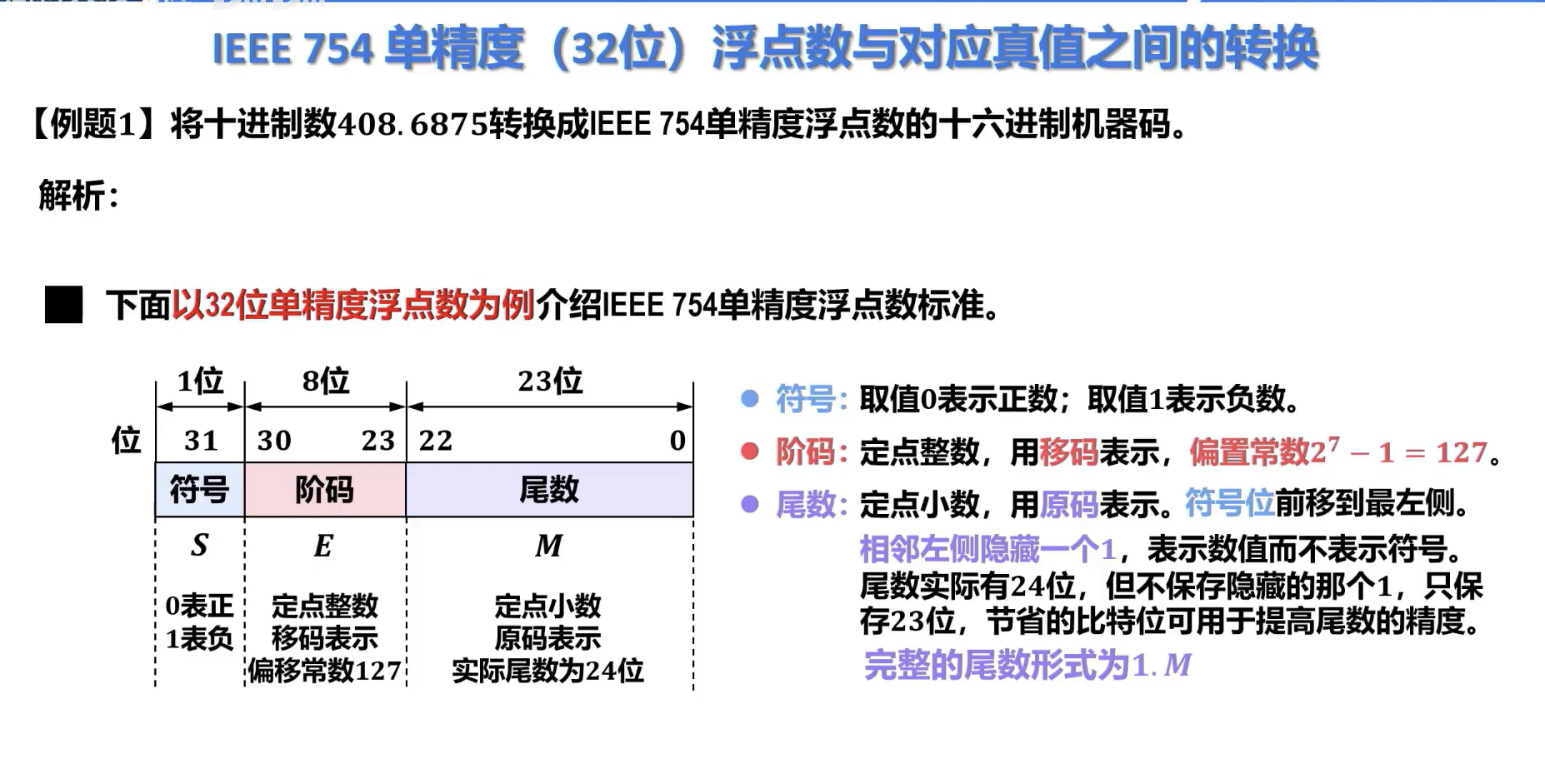 IEEE 754 单精度（32位）浮点数与对应真值之间的转换
【例题1】将十进制数408.6875转换成IEEE 754单精度浮点数的十六进制机器码。
解析：
下面以32位单精度浮点数为例介绍IEEE 754单精度浮点数标准。
1位 8位 23位
位 31 30 23 22 0
符号 阶码 尾数
S E M
0表正 定点整数 定点小数
1表负 移码表示 原码表示
偏移常数127 实际尾数为24位
符号：取值0表示正数；取值1表示负数。
阶码：定点整数，用移码表示，偏置常数2⁷ − 1 = 127。
尾数：定点小数，用原码表示。符号位前移到最左侧。
相邻左侧隐藏一个1，表示数值而不表示符号。
尾数实际有24位，但不保存隐藏的那个1，只保
存23位，节省的比特位可用于提高尾数的精度。
完整的尾数形式为1.M